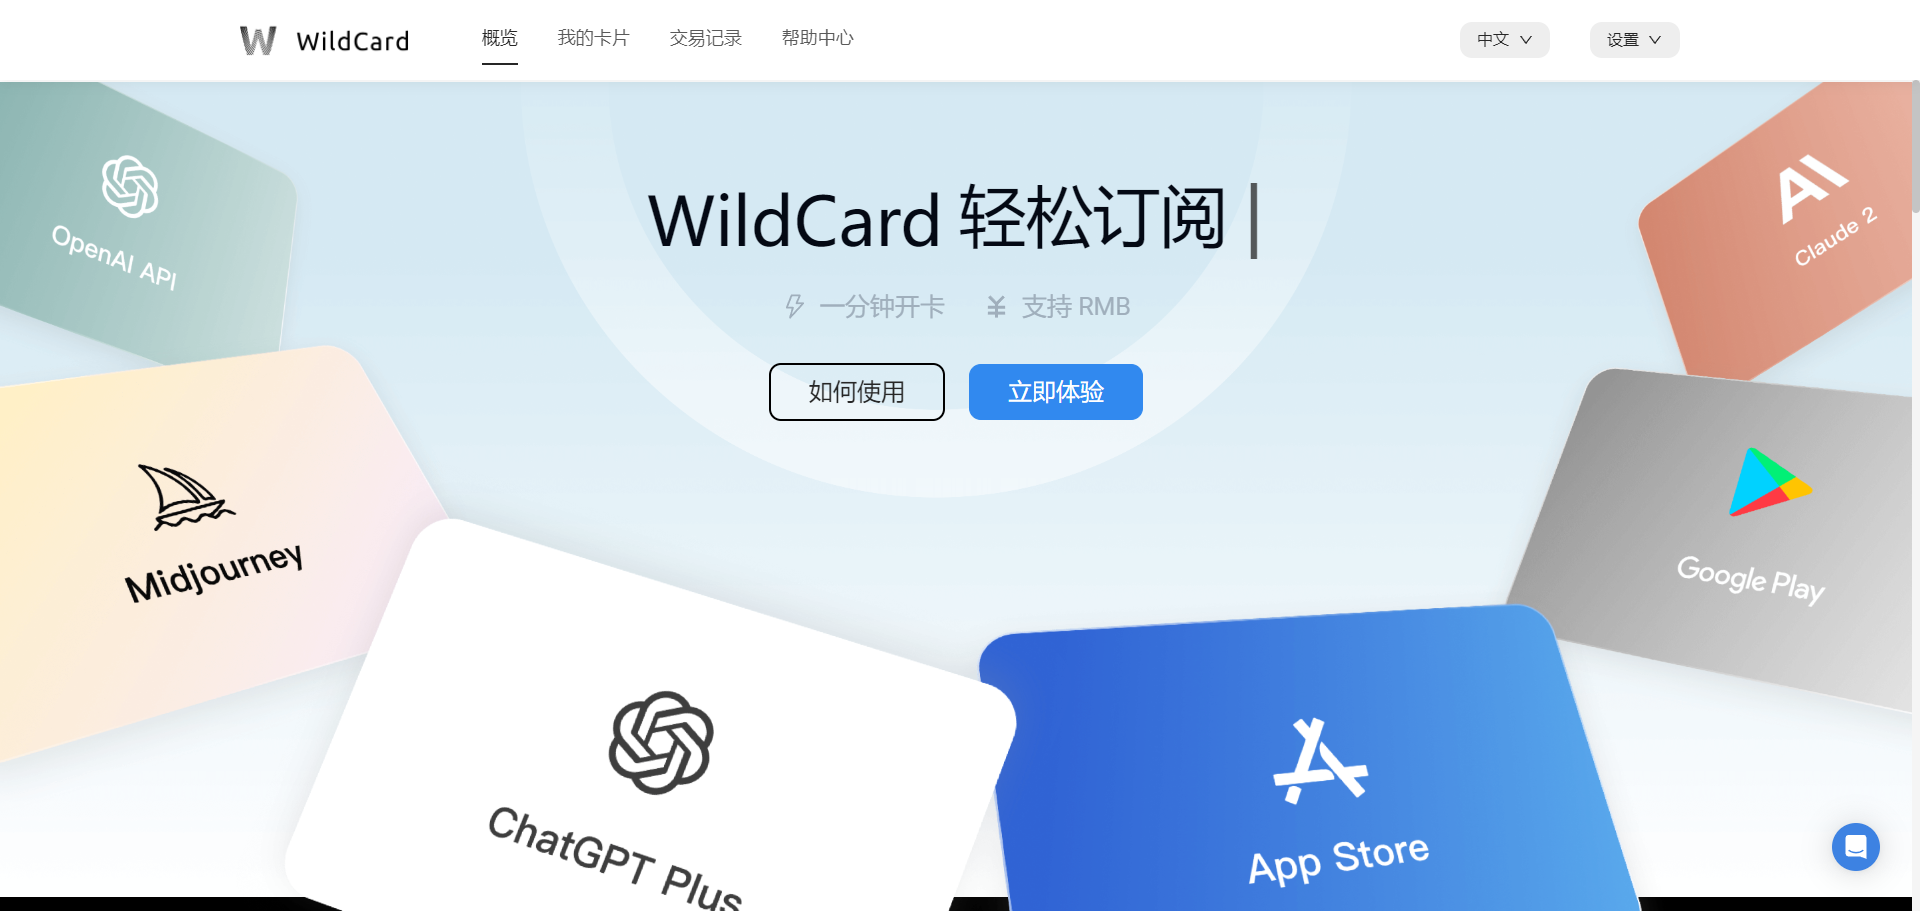 WildCard
概览
我的卡片
交易记录
帮助中心
中文
设置
WildCard 轻松订阅
一分钟开卡
支持 RMB
如何使用
立即体验
OpenAI API
Claude 2
Midjourney
Google Play
ChatGPT Plus
App Store